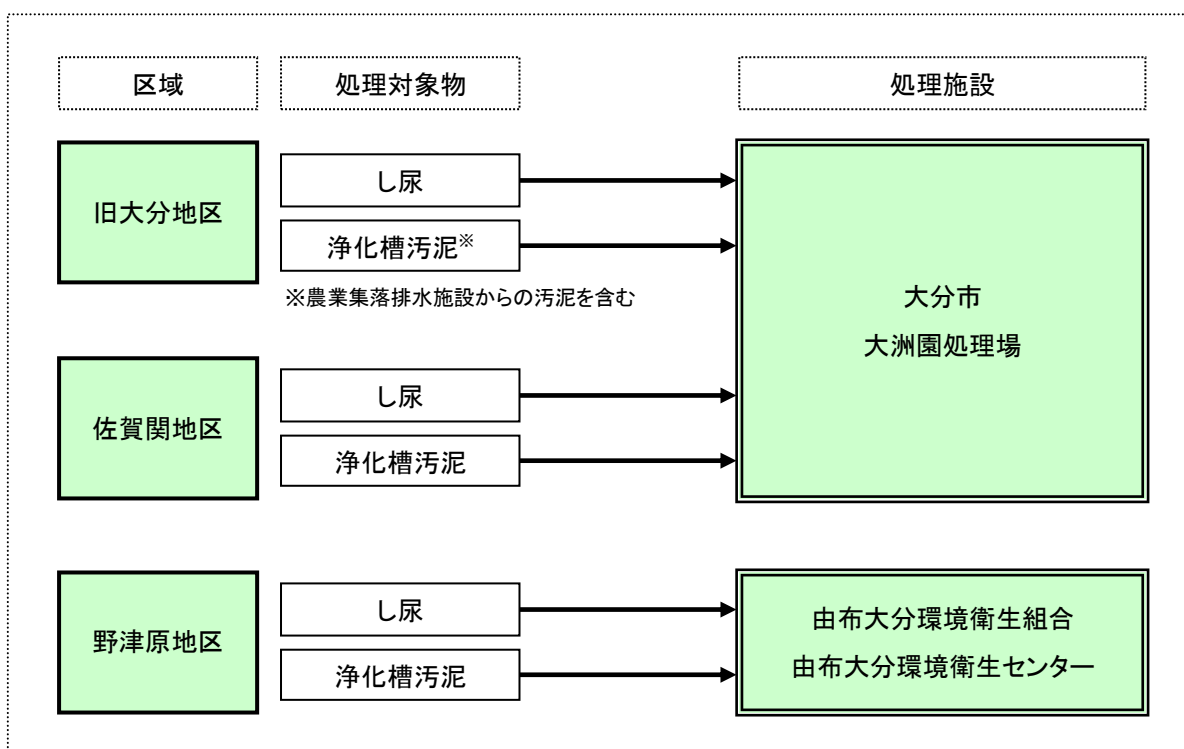 区域
処理対象物
処理施設
旧大分地区
し尿
浄化槽汚泥※
※農業集落排水施設からの汚泥を含む
大分市
大洲園処理場
佐賀関地区
し尿
浄化槽汚泥
野津原地区
し尿
浄化槽汚泥
由布大分環境衛生組合
由布大分環境衛生センター